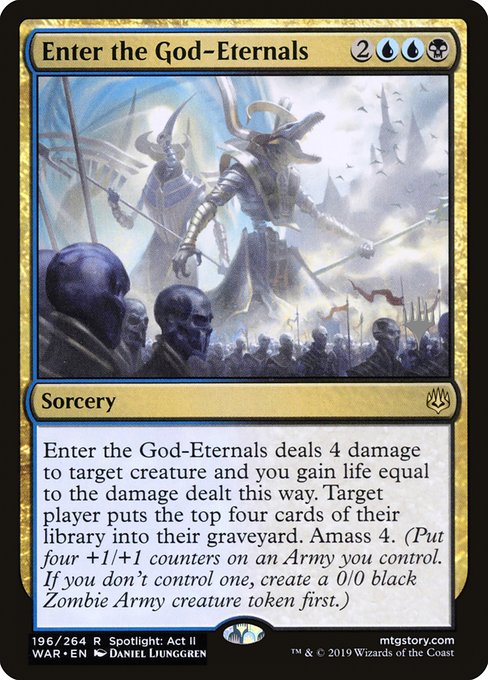 Enter the God-Eternals 2
Sorcery
Enter the God-Eternals deals 4 damage
to target creature and you gain life equal
to the damage dealt this way. Target
player puts the top four cards of their
library into their graveyard. Amass 4. (Put
four +1/+1 counters on an Army you control.
If you don't control one, create a 0/0 black
Zombie Army creature token first.)
196/264 R Spotlight: Act II
WAR • EN Daniel Ljunggren
mtgstory.com
™ & © 2019 Wizards of the Coast